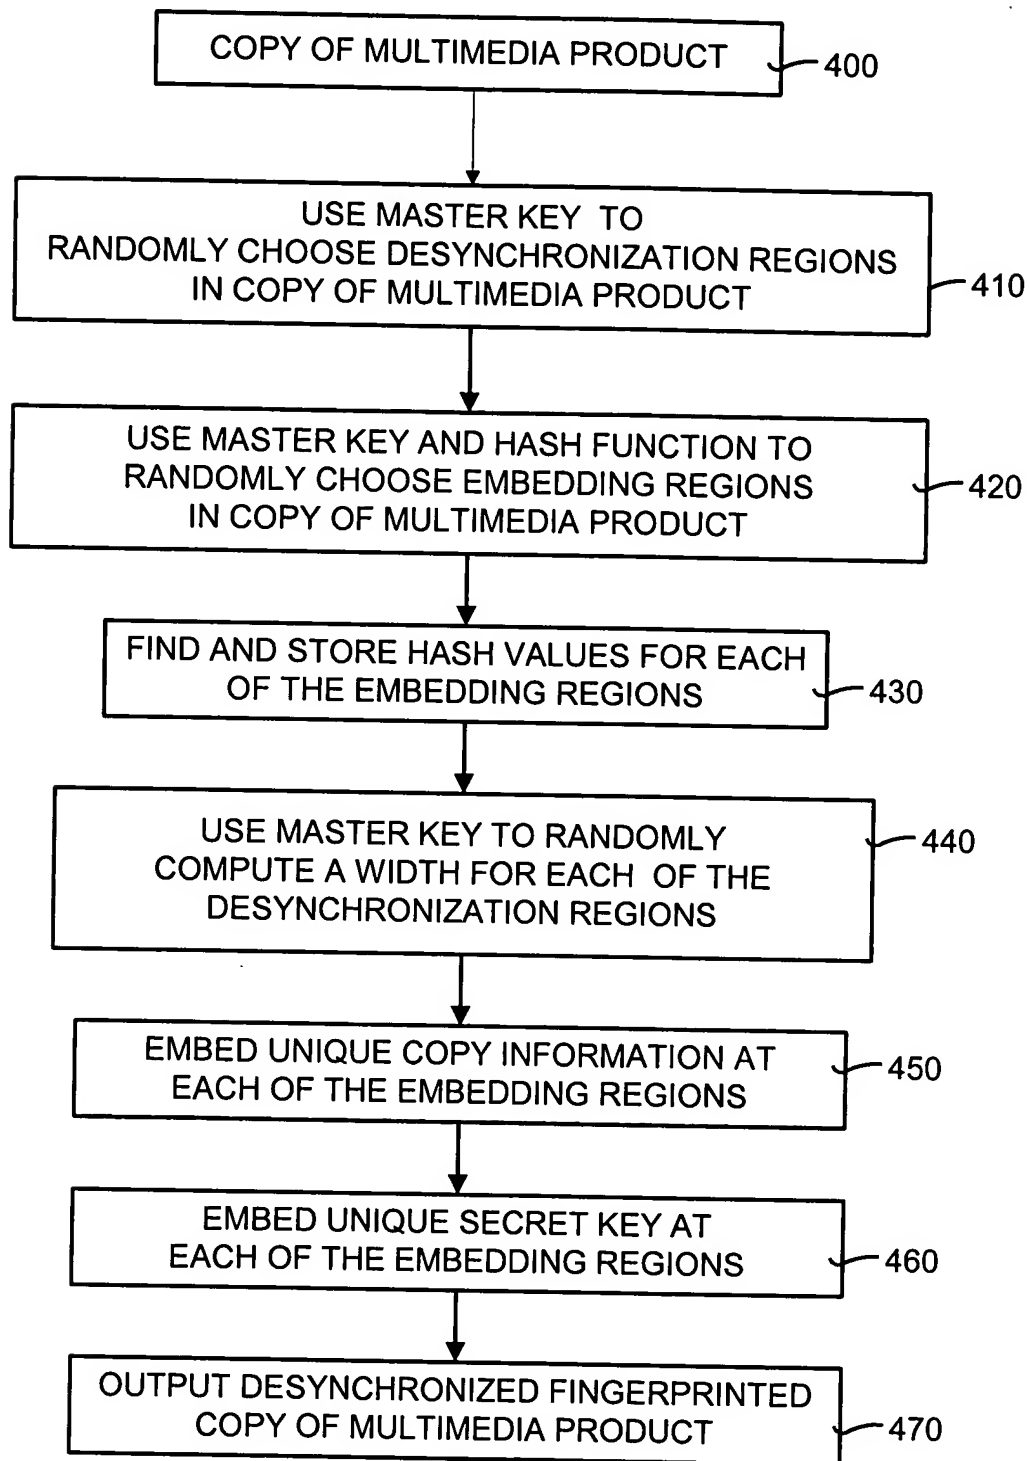 COPY OF MULTIMEDIA PRODUCT
400
USE MASTER KEY TO
RANDOMLY CHOOSE DESYNCHRONIZATION REGIONS
IN COPY OF MULTIMEDIA PRODUCT
410
USE MASTER KEY AND HASH FUNCTION TO
RANDOMLY CHOOSE EMBEDDING REGIONS
IN COPY OF MULTIMEDIA PRODUCT
420
FIND AND STORE HASH VALUES FOR EACH
OF THE EMBEDDING REGIONS
430
USE MASTER KEY TO RANDOMLY
COMPUTE A WIDTH FOR EACH OF THE
DESYNCHRONIZATION REGIONS
440
EMBED UNIQUE COPY INFORMATION AT
EACH OF THE EMBEDDING REGIONS
450
EMBED UNIQUE SECRET KEY AT
EACH OF THE EMBEDDING REGIONS
460
OUTPUT DESYNCHRONIZED FINGERPRINTED
COPY OF MULTIMEDIA PRODUCT
470